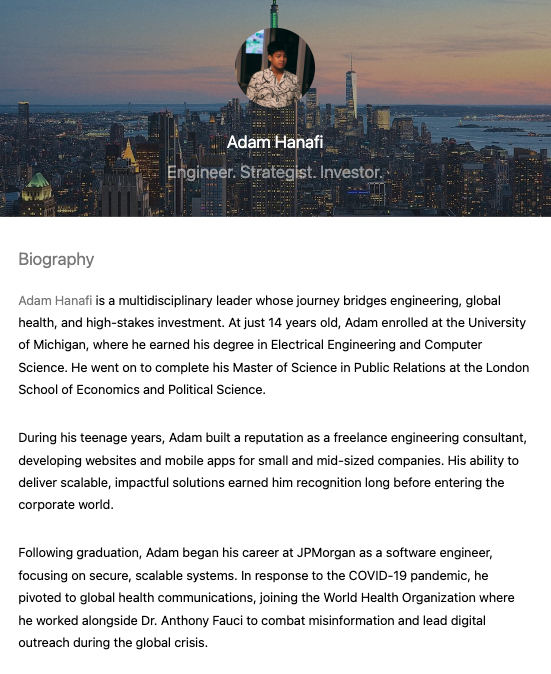 Adam Hanafi
Engineer. Strategist. Investor.
Biography
Adam Hanafi is a multidisciplinary leader whose journey bridges engineering, global
health, and high-stakes investment. At just 14 years old, Adam enrolled at the University
of Michigan, where he earned his degree in Electrical Engineering and Computer
Science. He went on to complete his Master of Science in Public Relations at the London
School of Economics and Political Science.
During his teenage years, Adam built a reputation as a freelance engineering consultant,
developing websites and mobile apps for small and mid-sized companies. His ability to
deliver scalable, impactful solutions earned him recognition long before entering the
corporate world.
Following graduation, Adam began his career at JPMorgan as a software engineer,
focusing on secure, scalable systems. In response to the COVID-19 pandemic, he
pivoted to global health communications, joining the World Health Organization where
he worked alongside Dr. Anthony Fauci to combat misinformation and lead digital
outreach during the global crisis.